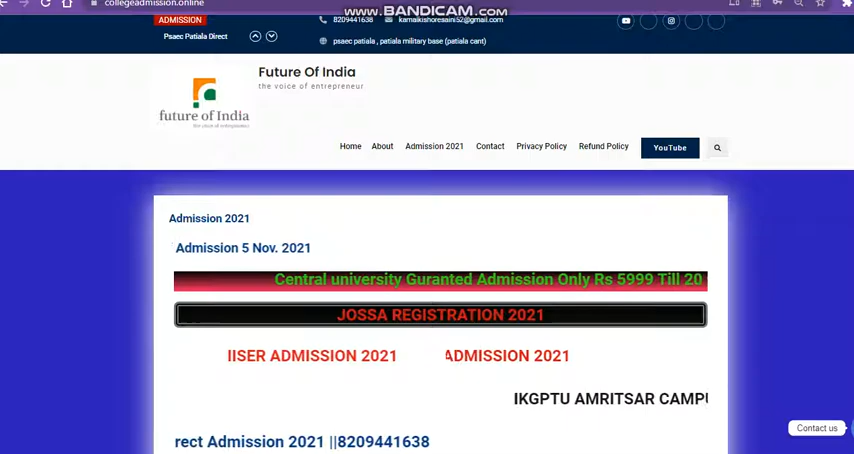 collegeadmission.online
WWW.BANDICAM.COM
ADMISSION
8209441638
kamalkishoresaini52@gmail.com
Psaec Patiala Direct
psaec patiala , patiala military base (patiala cant)
future of India
Future Of India
the voice of entrepreneur
Home About Admission 2021 Contact Privacy Policy Refund Policy YouTube
Admission 2021
Admission 5 Nov. 2021
Central university Guranted Admission Only Rs 5999 Till 20
JOSSA REGISTRATION 2021
IISER ADMISSION 2021 ADMISSION 2021
IKGPTU AMRITSAR CAMPU
rect Admission 2021 ||8209441638
Contact us